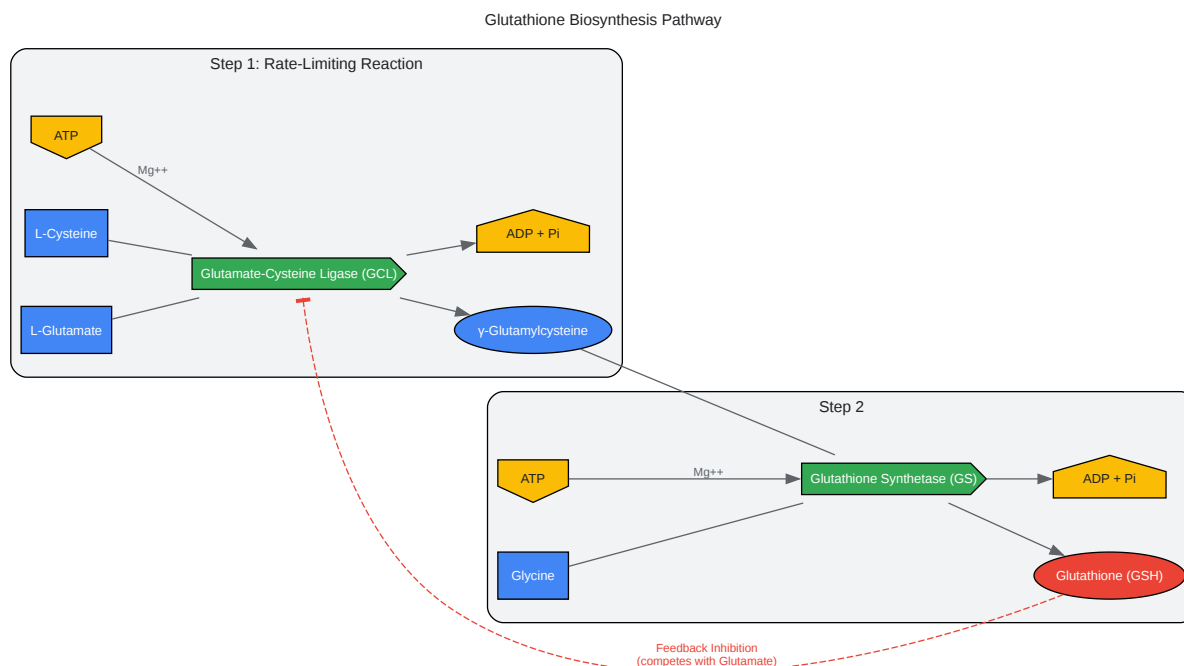 Glutathione Biosynthesis Pathway
Step 1: Rate-Limiting Reaction
ATP
Mg++
L-Cysteine
ADP + Pi
Glutamate-Cysteine Ligase (GCL)
L-Glutamate
γ-Glutamylcysteine
Step 2
ATP
Mg++
Glutathione Synthetase (GS)
ADP + Pi
Glycine
Glutathione (GSH)
Feedback Inhibition
(competes with Glutamate)